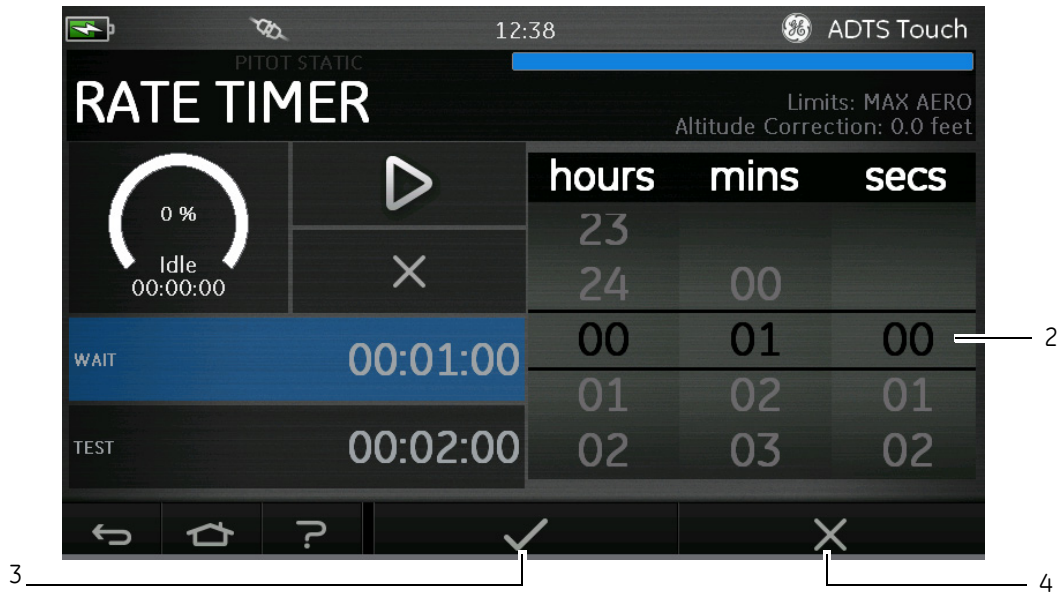 12:38
ADTS Touch
PITOT STATIC
RATE TIMER
Limits: MAX AERO
Altitude Correction: 0.0 feet
0 %
Idle
00:00:00
hours mins secs
23
24 00
00 01 00
01 02 01
02 03 02
WAIT 00:01:00
TEST 00:02:00
?
2
3
4